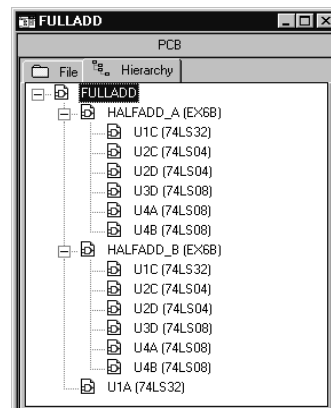 FULLADD
PCB
File Hierarchy
FULLADD
HALFADD_A (EX6B)
U1C (74LS32)
U2C (74LS04)
U2D (74LS04)
U3D (74LS08)
U4A (74LS08)
U4B (74LS08)
HALFADD_B (EX6B)
U1C (74LS32)
U2C (74LS04)
U2D (74LS04)
U3D (74LS08)
U4A (74LS08)
U4B (74LS08)
U1A (74LS32)